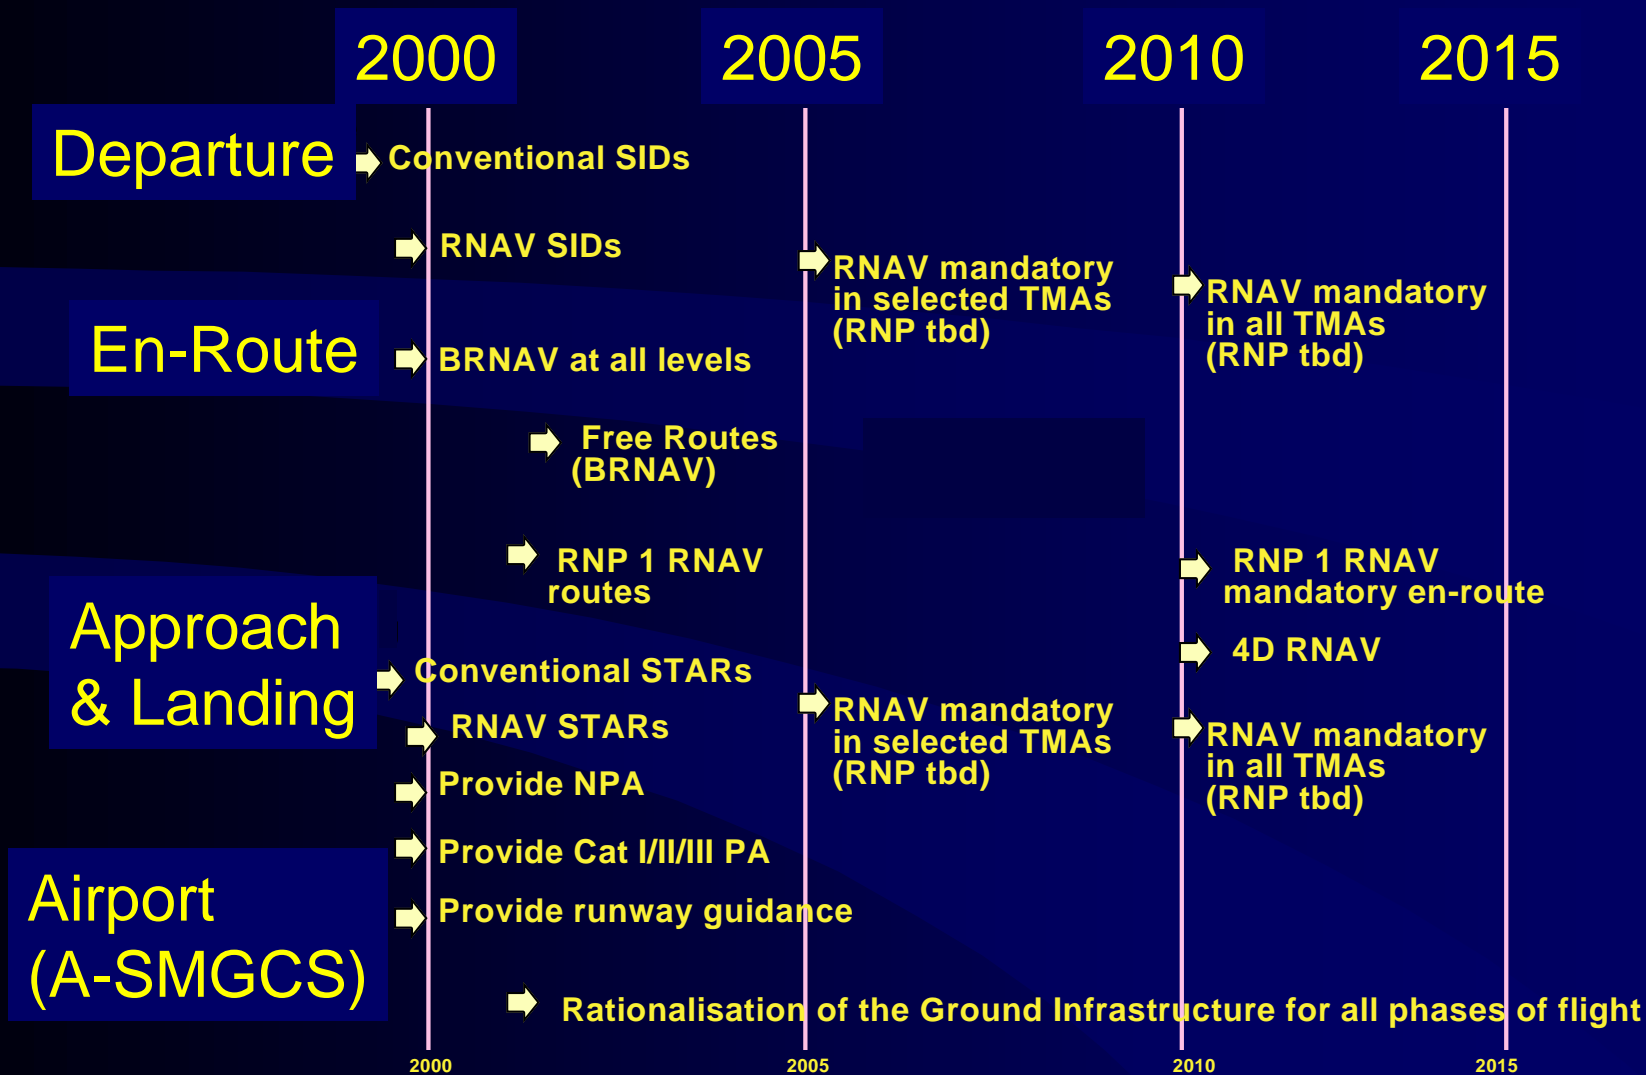 2000
2005
2010
2015
Departure
Conventional SIDs
RNAV SIDs
RNAV mandatory
in selected TMAs
(RNP tbd)
RNAV mandatory
in all TMAs
(RNP tbd)
En-Route
BRNAV at all levels
Free Routes
(BRNAV)
RNP 1 RNAV
routes
RNP 1 RNAV
mandatory en-route
4D RNAV
Approach
& Landing
Conventional STARs
RNAV STARs
RNAV mandatory
in selected TMAs
(RNP tbd)
RNAV mandatory
in all TMAs
(RNP tbd)
Provide NPA
Provide Cat I/II/III PA
Airport
(A-SMGCS)
Provide runway guidance
Rationalisation of the Ground Infrastructure for all phases of flight
2000
2005
2010
2015